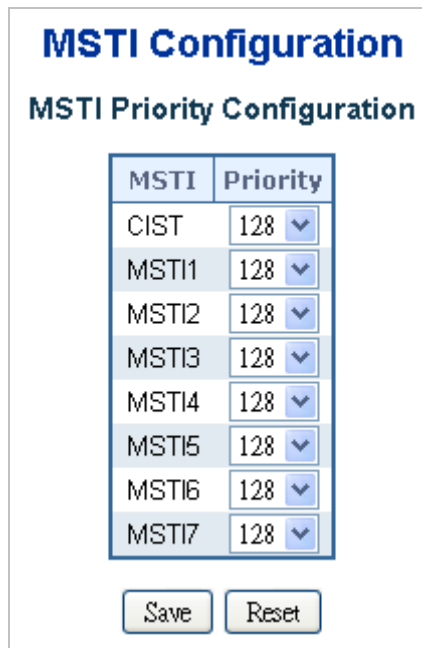 MSTI Configuration
MSTI Priority Configuration
MSTI Priority
CIST 128
MSTI1 128
MSTI2 128
MSTI3 128
MSTI4 128
MSTI5 128
MSTI6 128
MSTI7 128
Save Reset